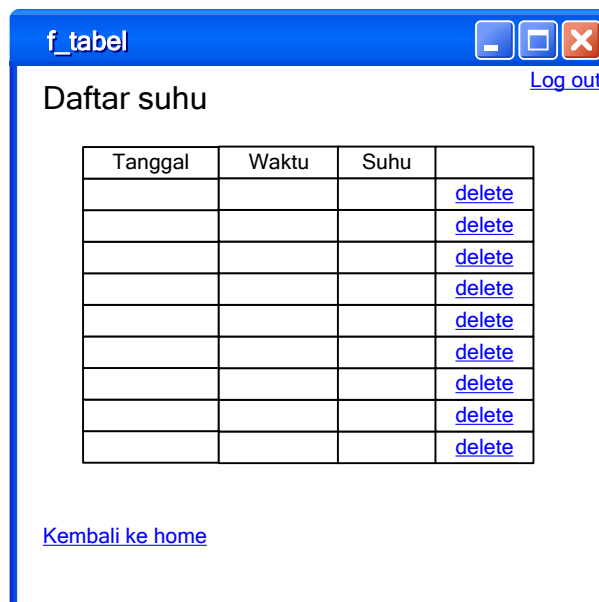 f_tabel
Log out
Daftar suhu
Tanggal Waktu Suhu
delete
delete
delete
delete
delete
delete
delete
delete
delete
Kembali ke home